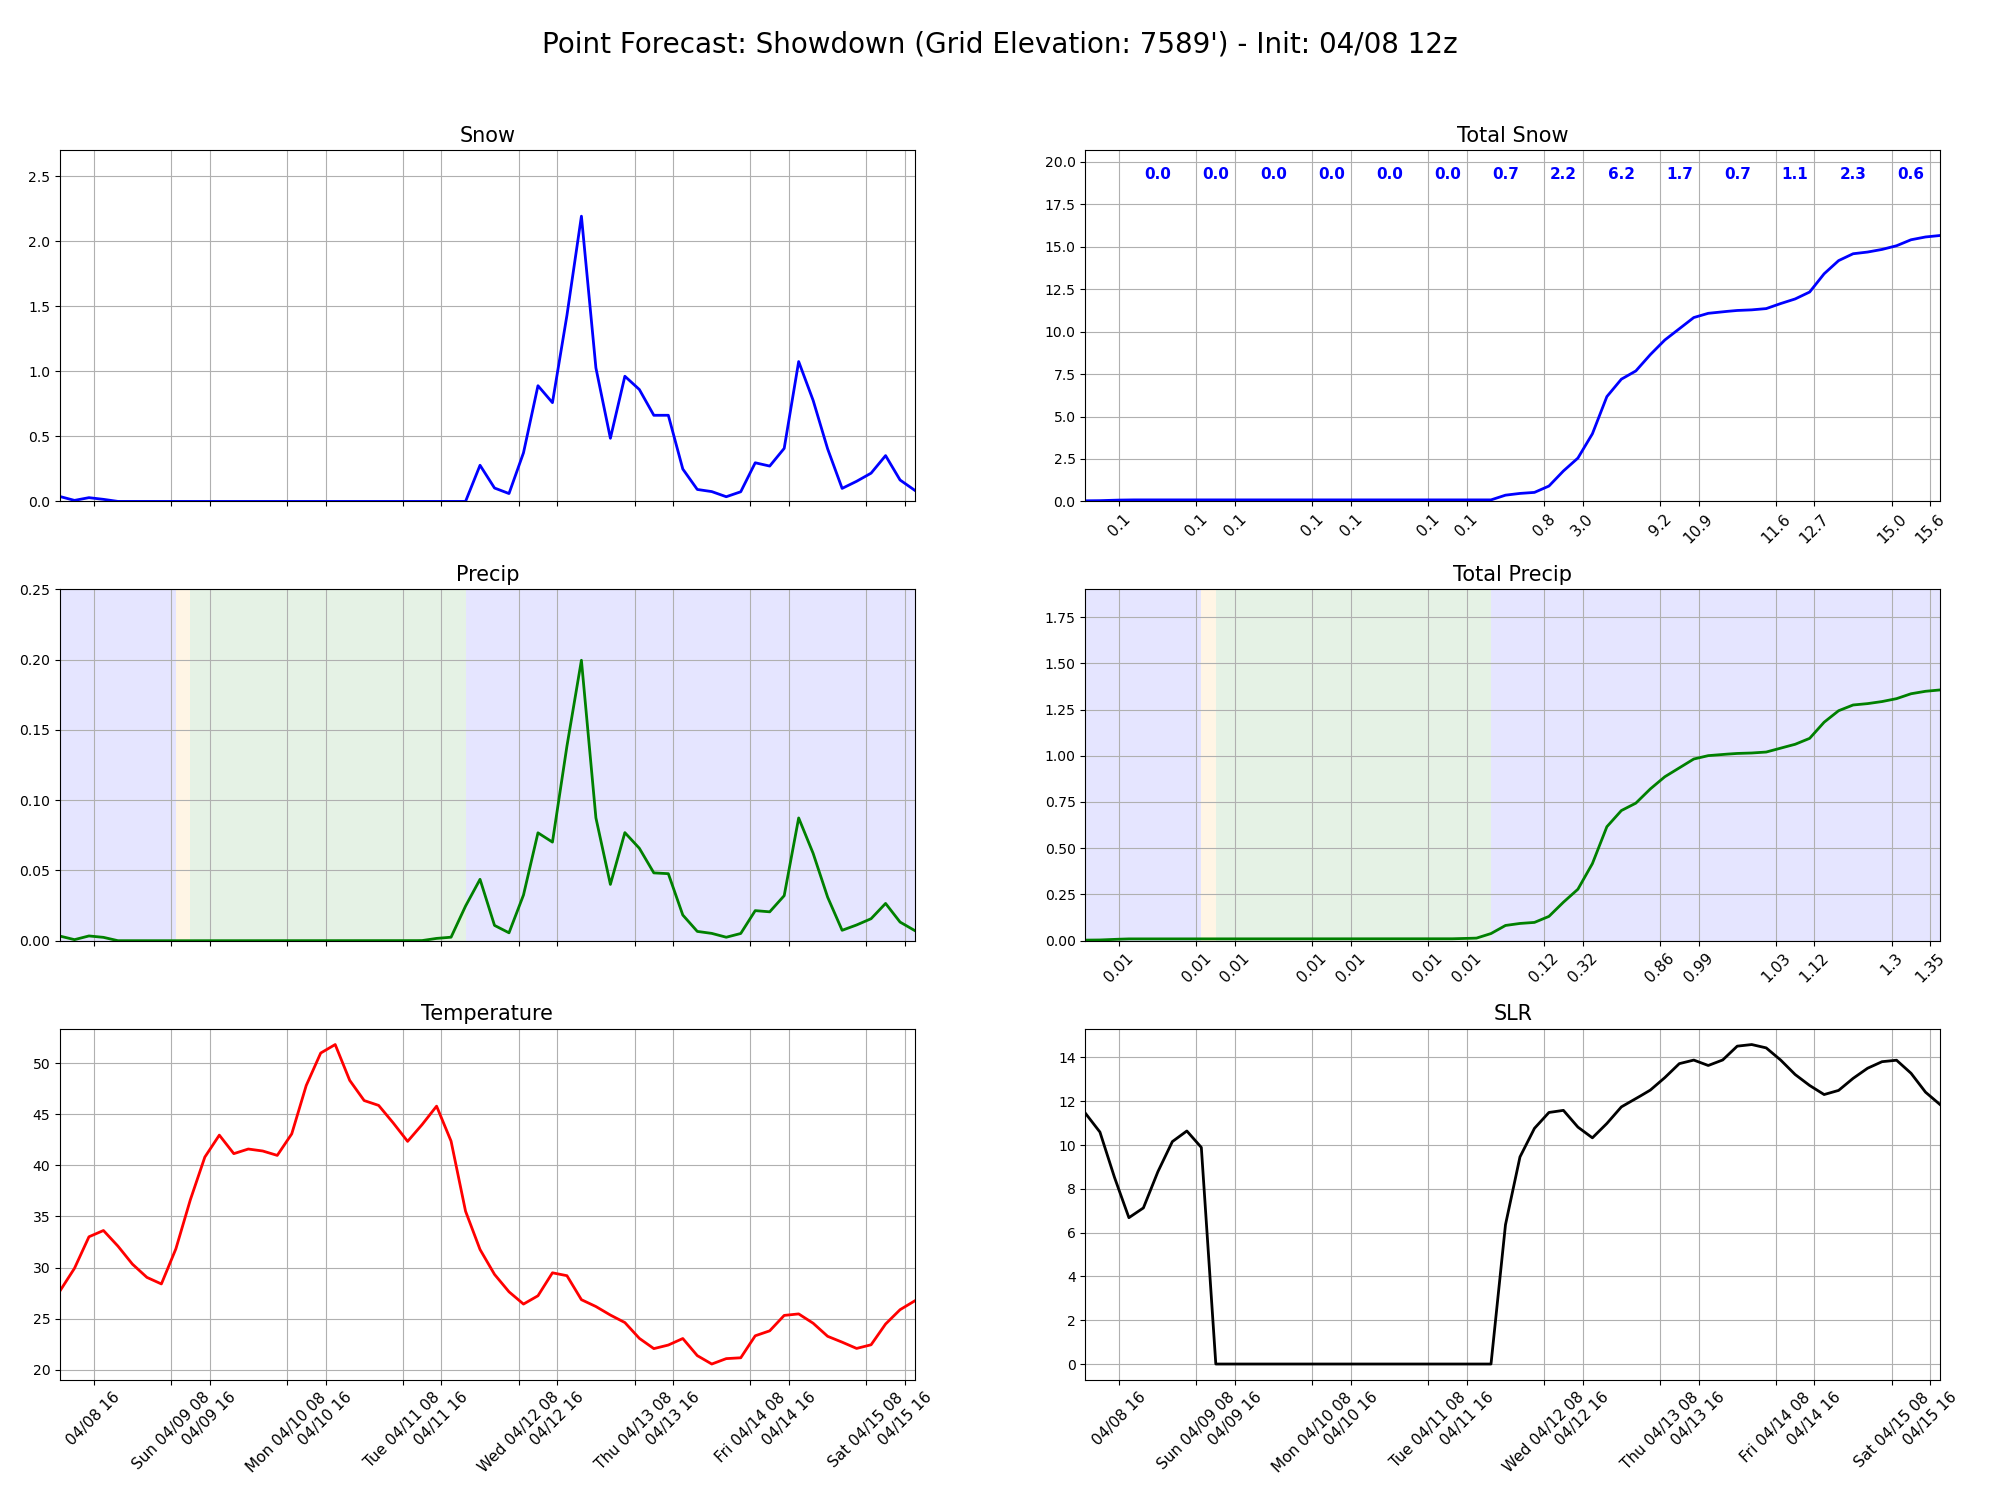 Point Forecast: Showdown (Grid Elevation: 7589') - Init: 04/08 12z
Snow
2.5
2.0
1.5
1.0
0.5
0.0
Total Snow
20.0
17.5
15.0
12.5
10.0
7.5
5.0
2.5
0.0
0.0 0.0 0.0 0.0 0.0 0.0 0.7 2.2 6.2 1.7 0.7 1.1 2.3 0.6
0.1 0.1 0.1 0.1 0.1 0.1 0.1 0.8 3.0 9.2 10.9 11.6 12.7 15.0 15.6
Precip
0.25
0.20
0.15
0.10
0.05
0.00
Total Precip
1.75
1.50
1.25
1.00
0.75
0.50
0.25
0.00
0.01 0.01 0.01 0.01 0.01 0.01 0.01 0.12 0.32 0.86 0.99 1.03 1.12 1.3 1.35
Temperature
50
45
40
35
30
25
20
04/08 16
Sun 04/09 08
04/09 16
Mon 04/10 08
04/10 16
Tue 04/11 08
04/11 16
Wed 04/12 08
04/12 16
Thu 04/13 08
04/13 16
Fri 04/14 08
04/14 16
Sat 04/15 08
04/15 16
SLR
14
12
10
8
6
4
2
0
04/08 16
Sun 04/09 08
04/09 16
Mon 04/10 08
04/10 16
Tue 04/11 08
04/11 16
Wed 04/12 08
04/12 16
Thu 04/13 08
04/13 16
Fri 04/14 08
04/14 16
Sat 04/15 08
04/15 16